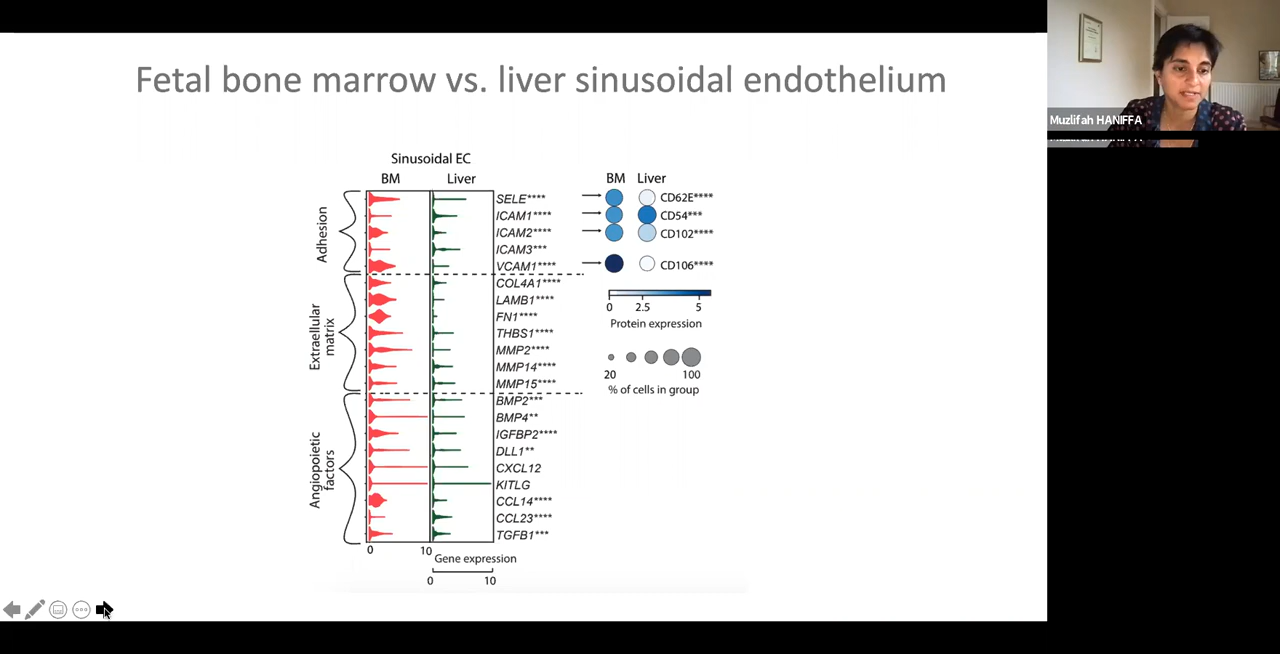 Fetal bone marrow vs. liver sinusoidal endothelium
Muzlifah HANIFFA
Sinusoidal EC
BM Liver
Adhesion
Extraellular
matrix
Angiopoietic
factors
SELE****
ICAM1****
ICAM2****
ICAM3***
VCAM1****
COL4A1****
LAMB1****
FN1****
THBS1****
MMP2****
MMP14****
MMP15****
BMP2***
BMP4**
IGFBP2****
DLL1**
CXCL12
KITLG
CCL14****
CCL23****
TGFB1***
0 10
Gene expression
0 10
BM Liver
CD62E****
CD54***
CD102****
CD106****
0 2.5 5
Protein expression
20 100
% of cells in group